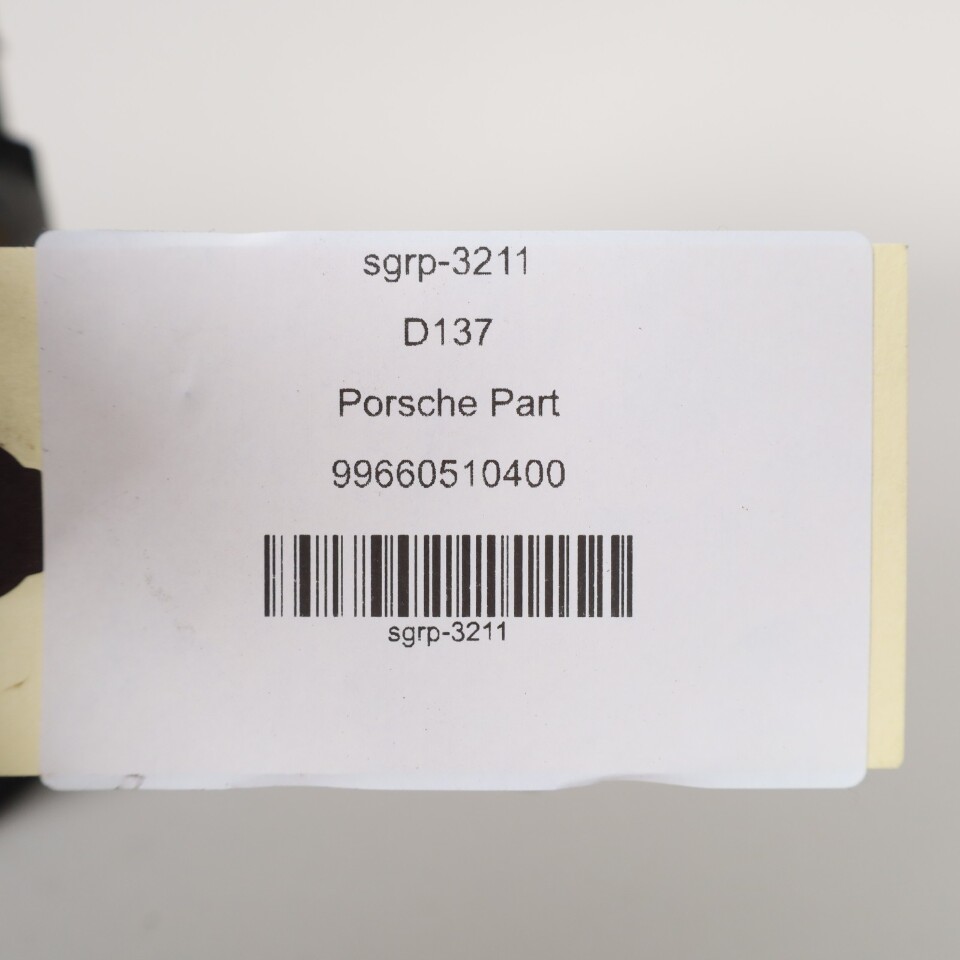 sgrp-3211
D137
Porsche Part
99660510400
sgrp-3211